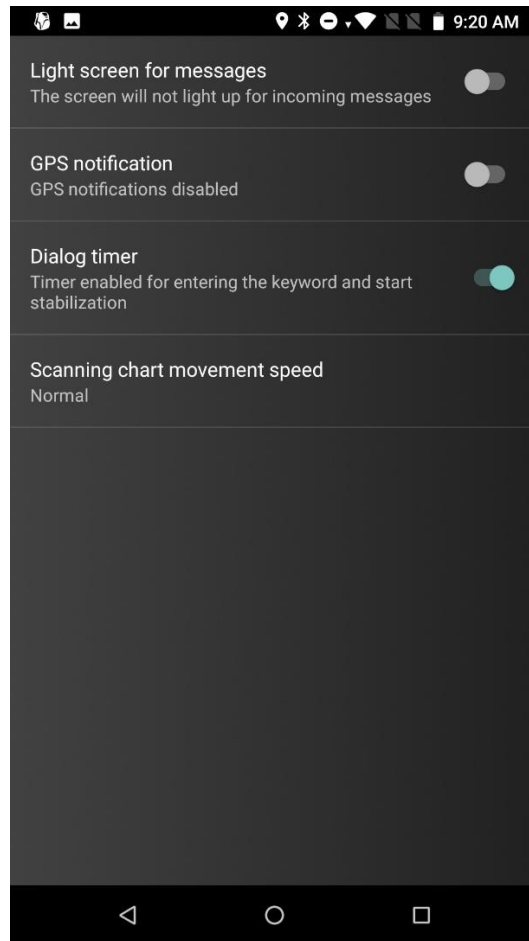 9:20 AM
Light screen for messages
The screen will not light up for incoming messages
GPS notification
GPS notifications disabled
Dialog timer
Timer enabled for entering the keyword and start
stabilization
Scanning chart movement speed
Normal